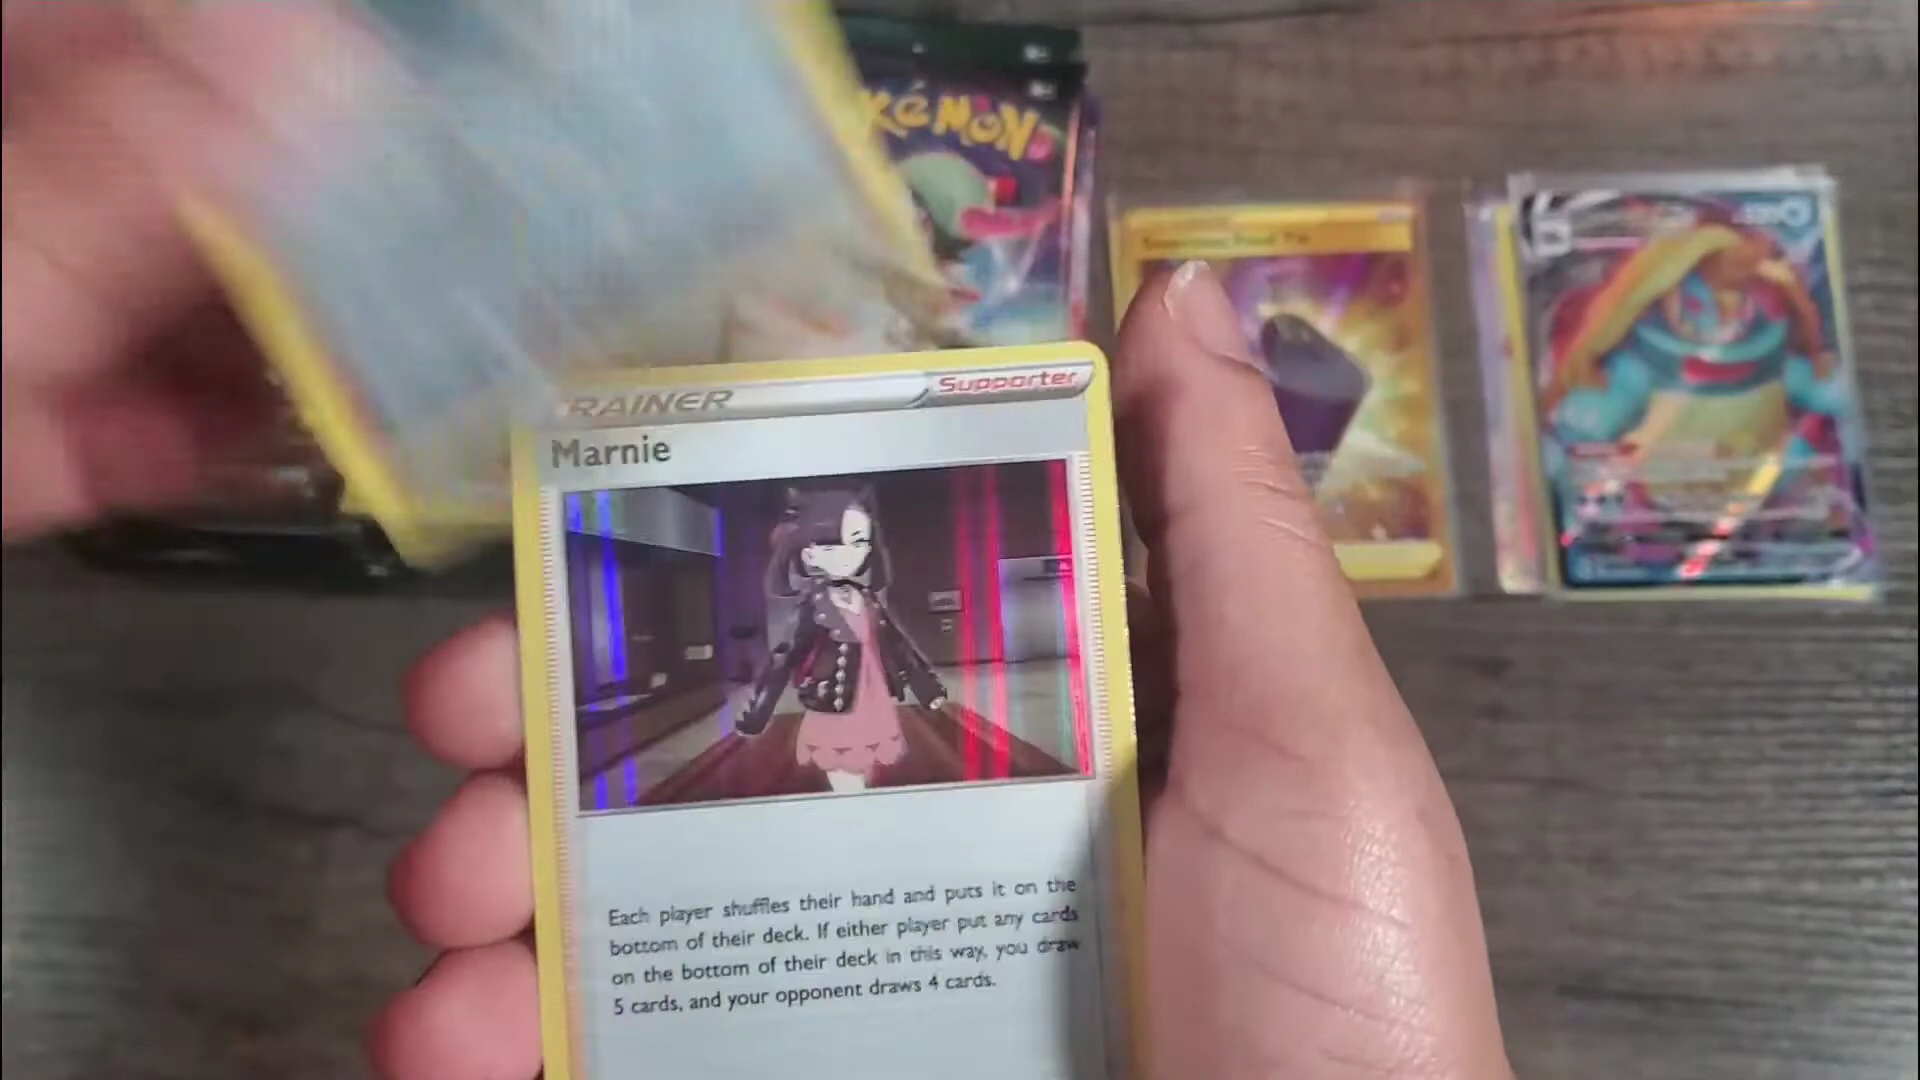 POKÉMON
TRAINER
Supporter
Marnie
Each player shuffles their hand and puts it on the
bottom of their deck. If either player put any cards
on the bottom of their deck in this way, you draw
5 cards, and your opponent draws 4 cards.